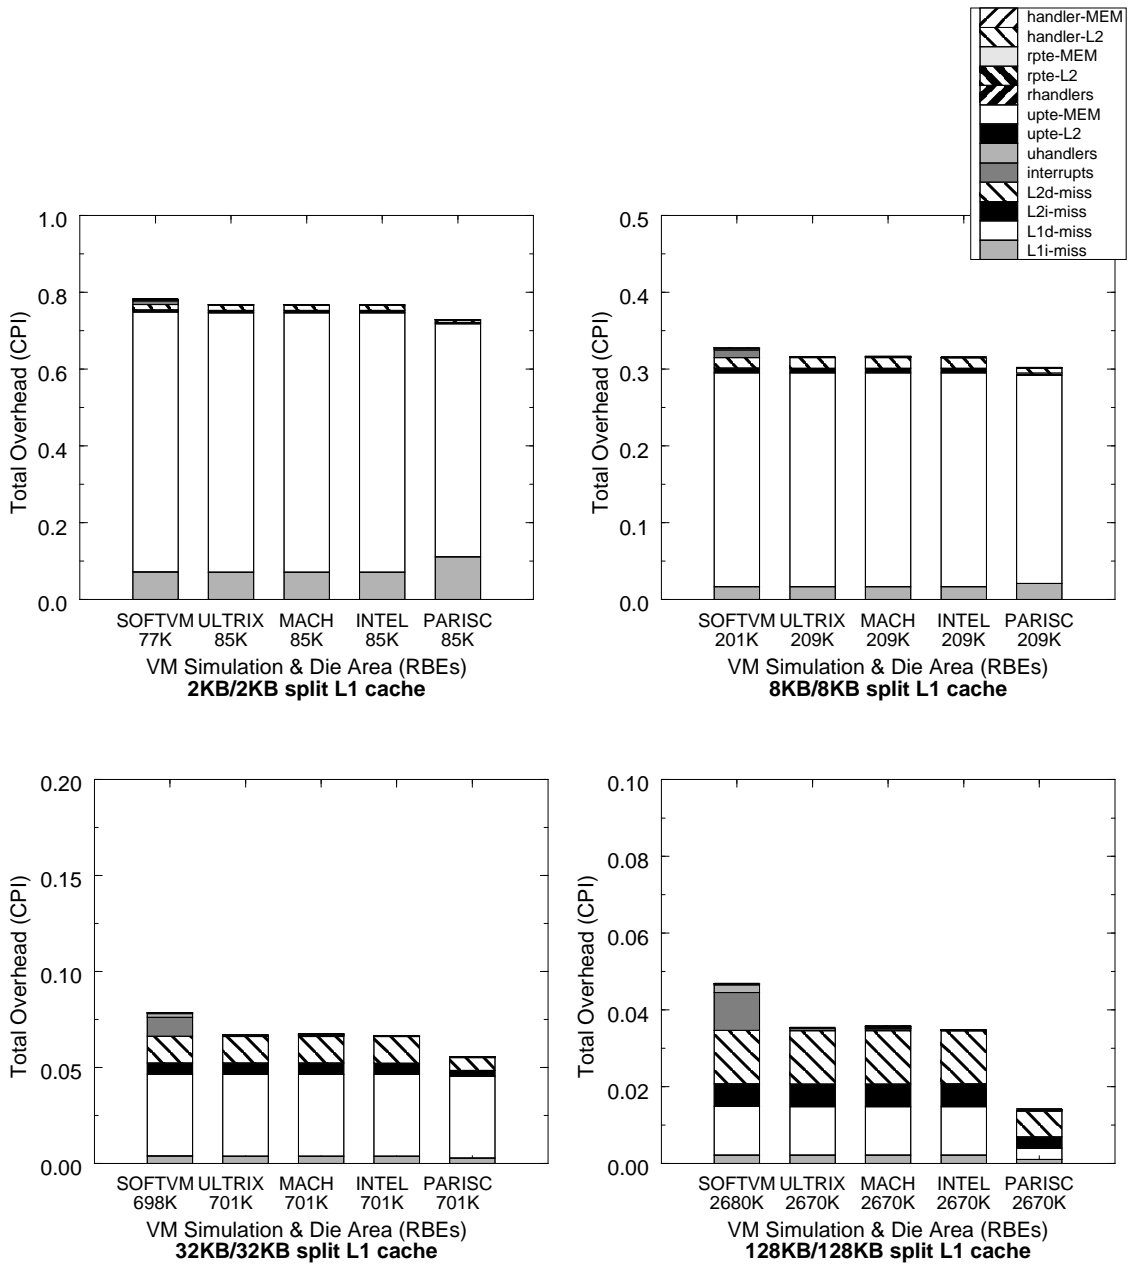 handler-MEM
handler-L2
rpte-MEM
rpte-L2
rhandlers
upte-MEM
upte-L2
uhandlers
interrupts
L2d-miss
L2i-miss
L1d-miss
L1i-miss
Total Overhead (CPI)
1.0
0.8
0.6
0.4
0.2
0.0
SOFTVM ULTRIX MACH INTEL PARISC
77K 85K 85K 85K 85K
VM Simulation & Die Area (RBEs)
2KB/2KB split L1 cache
Total Overhead (CPI)
0.5
0.4
0.3
0.2
0.1
0.0
SOFTVM ULTRIX MACH INTEL PARISC
201K 209K 209K 209K 209K
VM Simulation & Die Area (RBEs)
8KB/8KB split L1 cache
Total Overhead (CPI)
0.20
0.15
0.10
0.05
0.00
SOFTVM ULTRIX MACH INTEL PARISC
698K 701K 701K 701K 701K
VM Simulation & Die Area (RBEs)
32KB/32KB split L1 cache
Total Overhead (CPI)
0.10
0.08
0.06
0.04
0.02
0.00
SOFTVM ULTRIX MACH INTEL PARISC
2680K 2670K 2670K 2670K 2670K
VM Simulation & Die Area (RBEs)
128KB/128KB split L1 cache